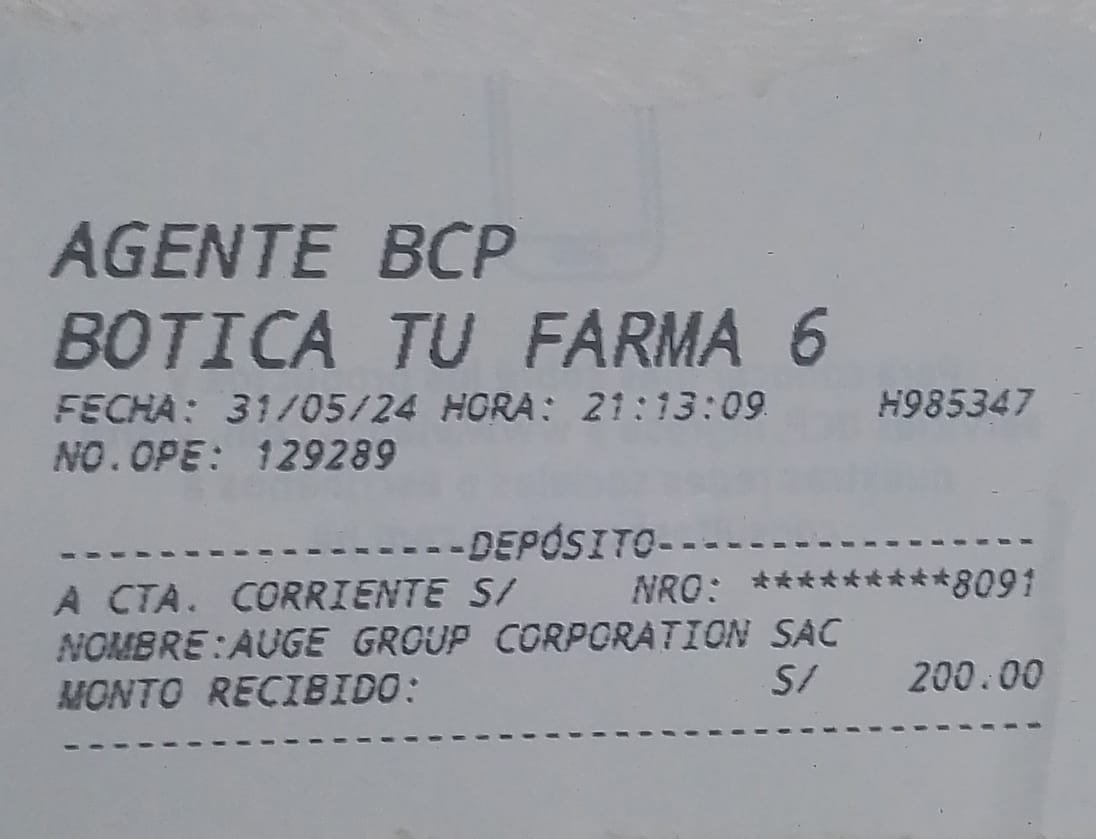 AGENTE BCP
BOTICA TU FARMA 6
FECHA: 31/05/24 HORA: 21:13:09 H985347
NO.OPE: 129289
-----------------DEPÓSITO-----------------
A CTA. CORRIENTE S/ NRO: *********8091
NOMBRE:AUGE GROUP CORPORATION SAC
MONTO RECIBIDO: S/ 200.00